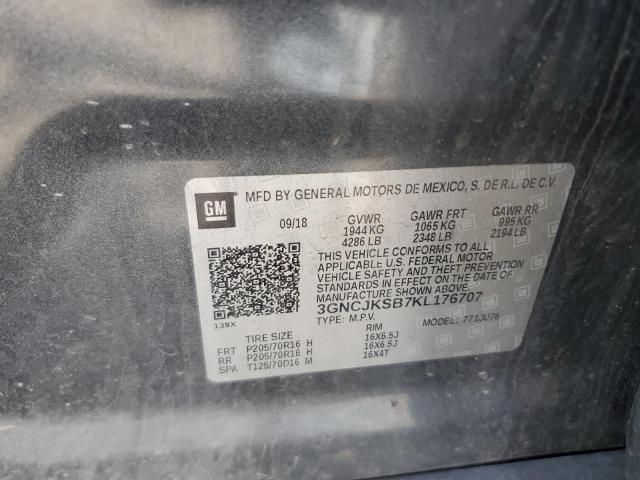 GM MFD BY GENERAL MOTORS DE MEXICO, S. DE R.L. DE C.V.
09/18 GVWR GAWR FRT GAWR RR
1944 KG 1065 KG 995 KG
4286 LB 2348 LB 2194 LB
THIS VEHICLE CONFORMS TO ALL
APPLICABLE U.S. FEDERAL MOTOR
VEHICLE SAFETY AND THEFT PREVENTION
STANDARDS IN EFFECT ON THE DATE OF
MANUFACTURE SHOWN ABOVE.
3GNCJKSB7KL176707
139X
TYPE: M.P.V. MODEL: 771JU76
TIRE SIZE RIM
FRT P205/70R16 H 16X6.5J
RR P205/70R16 H 16X6.5J
SPA T125/70D16 M 16X4T